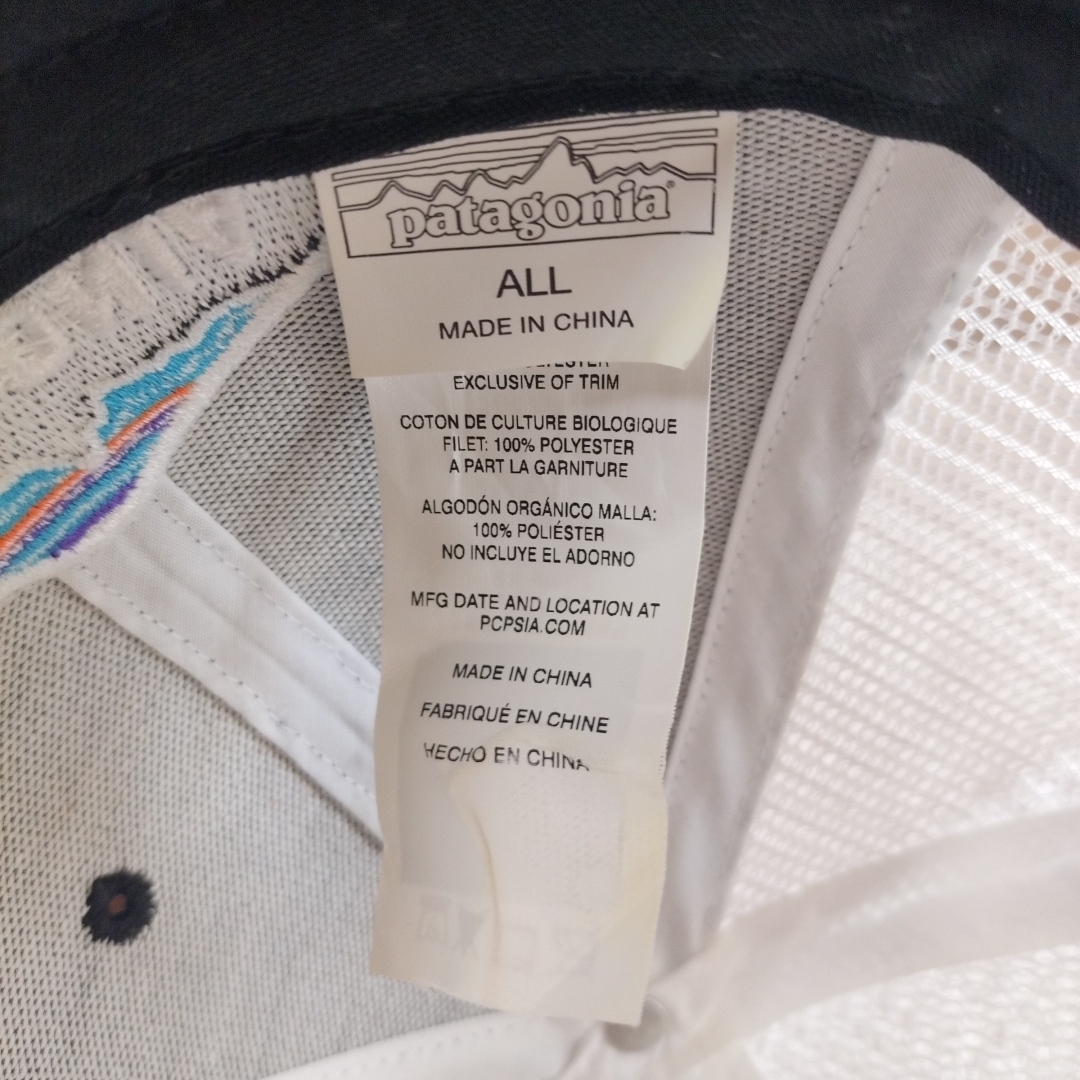 patagonia®
ALL
MADE IN CHINA
EXCLUSIVE OF TRIM
COTON DE CULTURE BIOLOGIQUE
FILET: 100% POLYESTER
A PART LA GARNITURE
ALGODÓN ORGÁNICO MALLA:
100% POLIÉSTER
NO INCLUYE EL ADORNO
MFG DATE AND LOCATION AT
PCPSIA.COM
MADE IN CHINA
FABRIQUÉ EN CHINE
HECHO EN CHINA